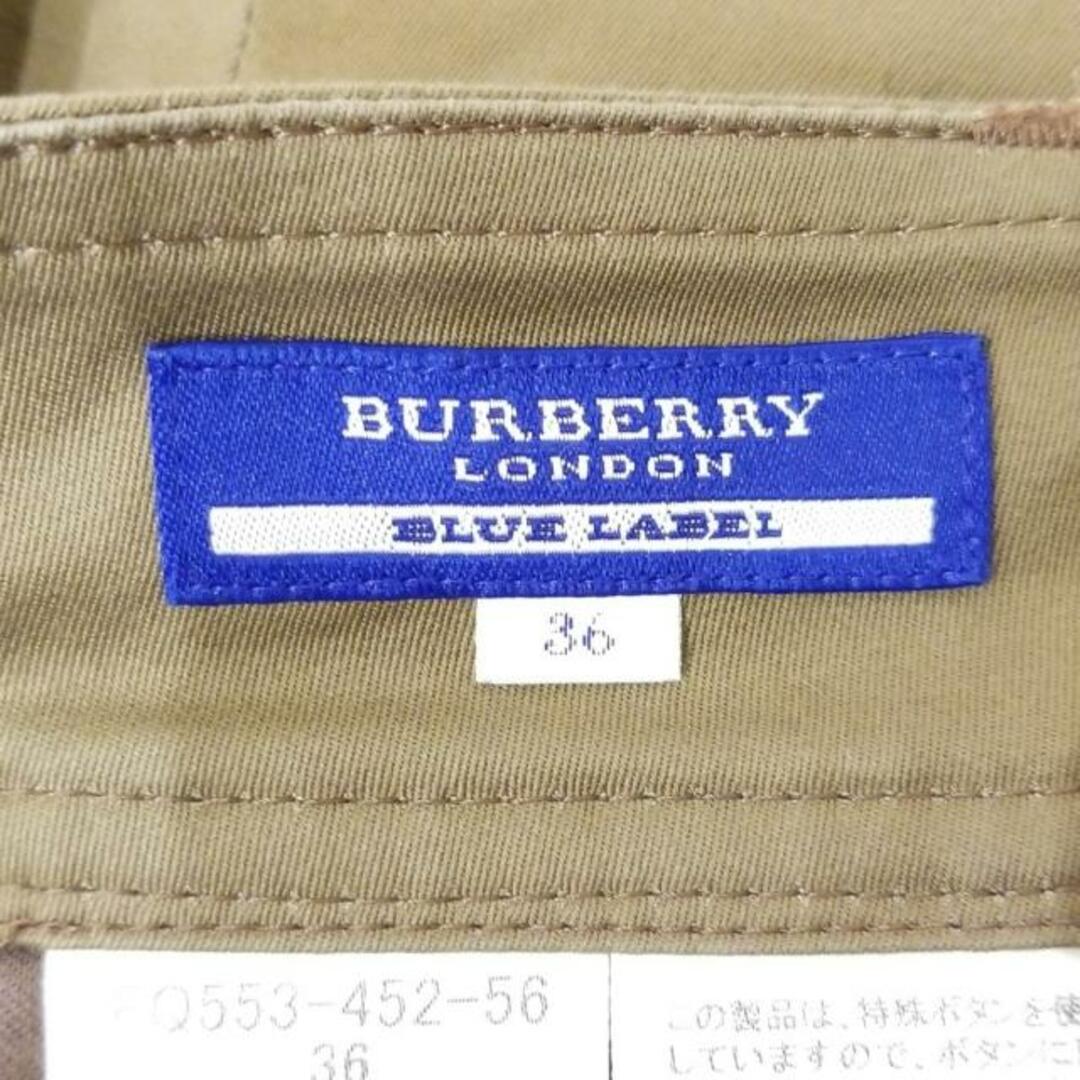 BURBERRY
LONDON
BLUE LABEL
36
Q553-452-56
36
この製品は、特殊ボタンを使
していますので、ボタンに